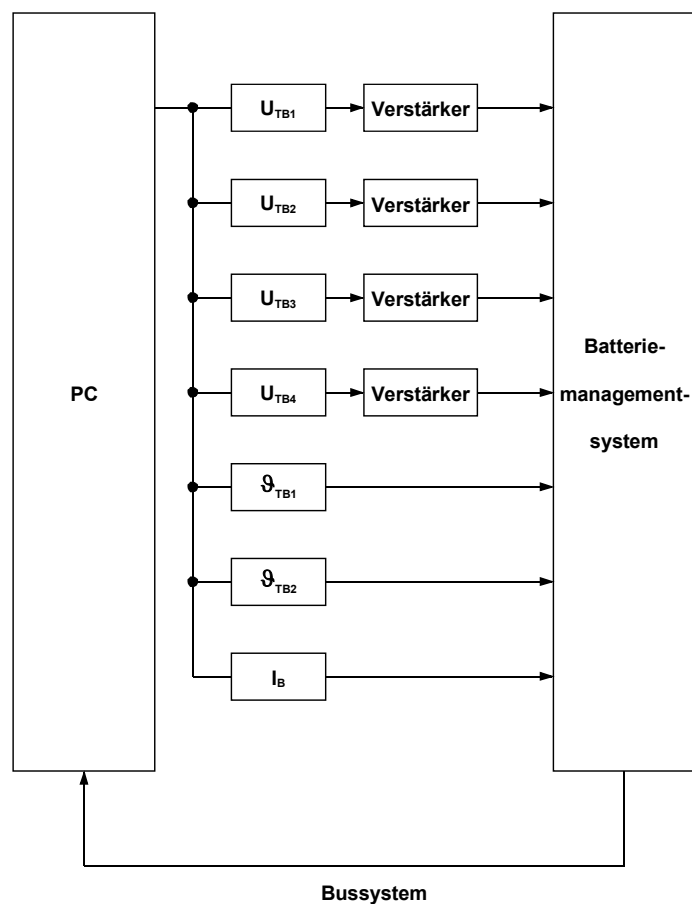 U_TB1 Verstärker
U_TB2 Verstärker
U_TB3 Verstärker
PC
U_TB4 Verstärker
Batterie-
management-
system
ϑ_TB1
ϑ_TB2
I_B
Bussystem